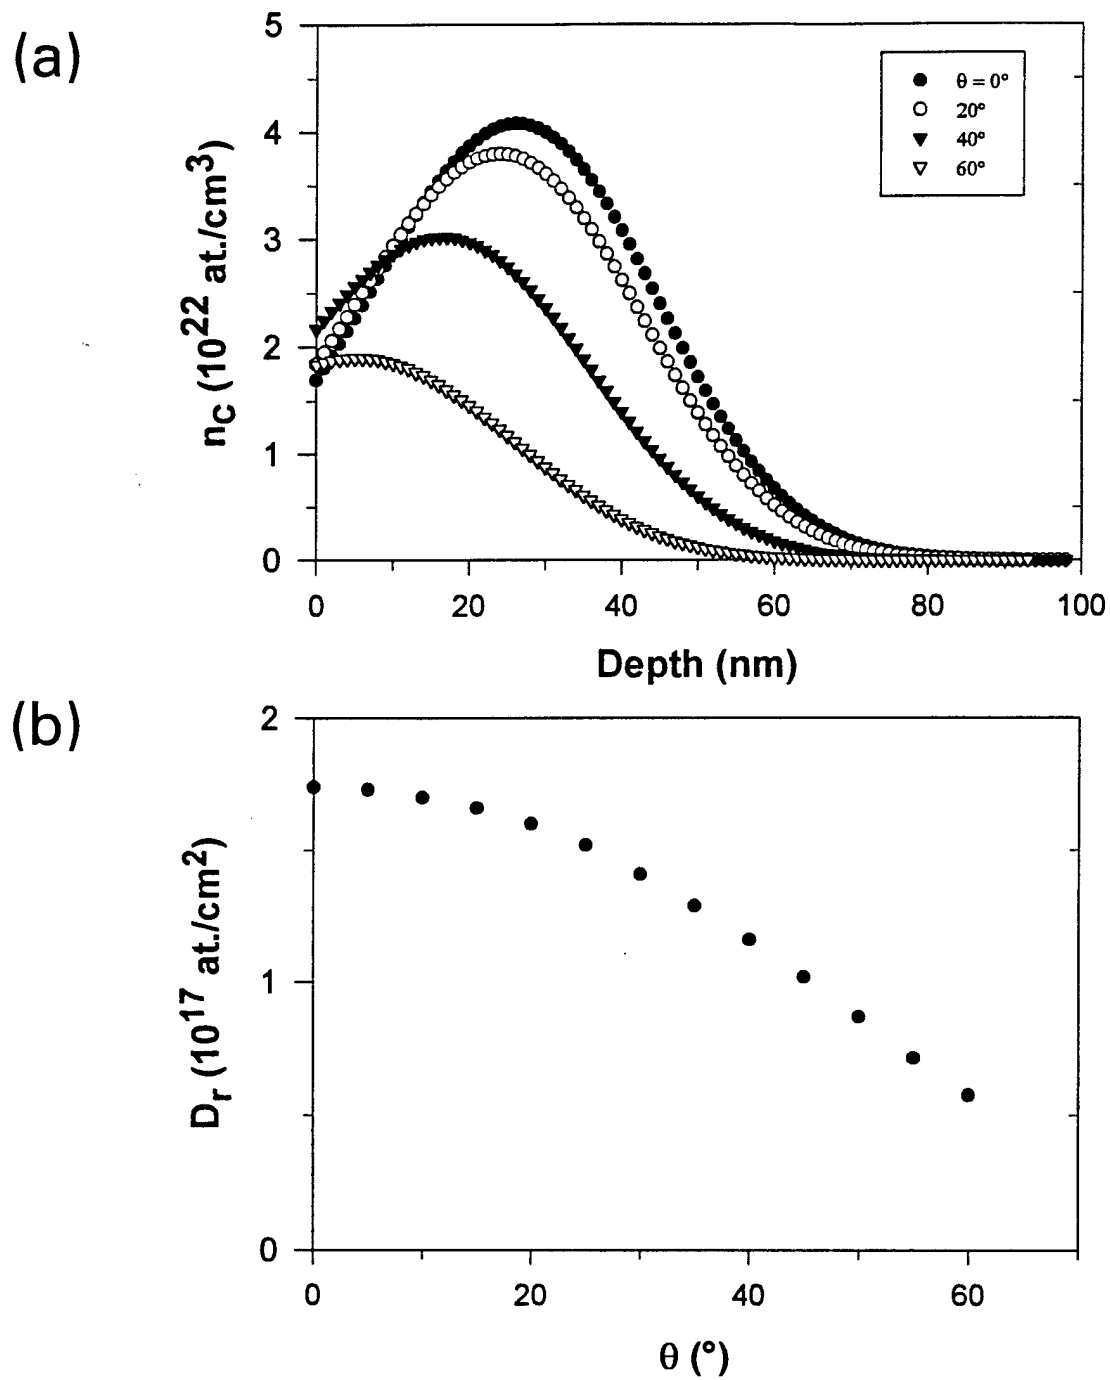 (a)
5
4
3
2
1
0
n_C (10^22 at./cm^3)
θ = 0°
20°
40°
60°
0 20 40 60 80 100
Depth (nm)
(b)
2
1
0
D_r (10^17 at./cm^2)
0 20 40 60
θ (°)